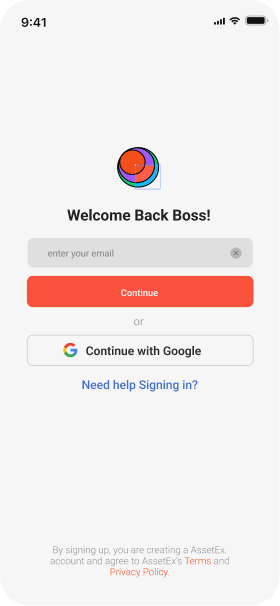 9:41
Welcome Back Boss!
enter your email
Continue
or
Continue with Google
Need help Signing in?
By signing up, you are creating a AssetEx.
account and agree to AssetEx's Terms and
Privacy Policy.